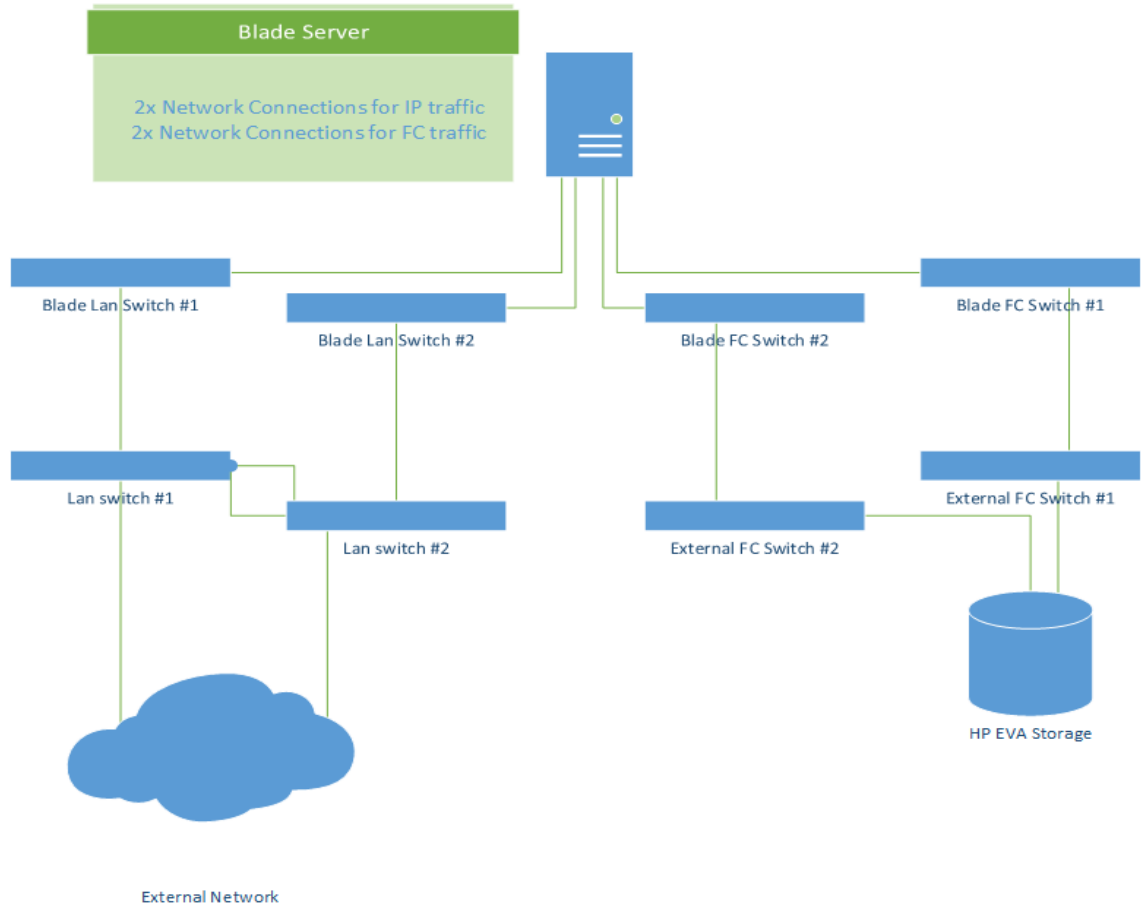 Blade Server
2x Network Connections for IP traffic
2x Network Connections for FC traffic
Blade Lan Switch #1
Blade FC Switch #1
Blade Lan Switch #2
Blade FC Switch #2
Lan switch #1
External FC Switch #1
Lan switch #2
External FC Switch #2
HP EVA Storage
External Network